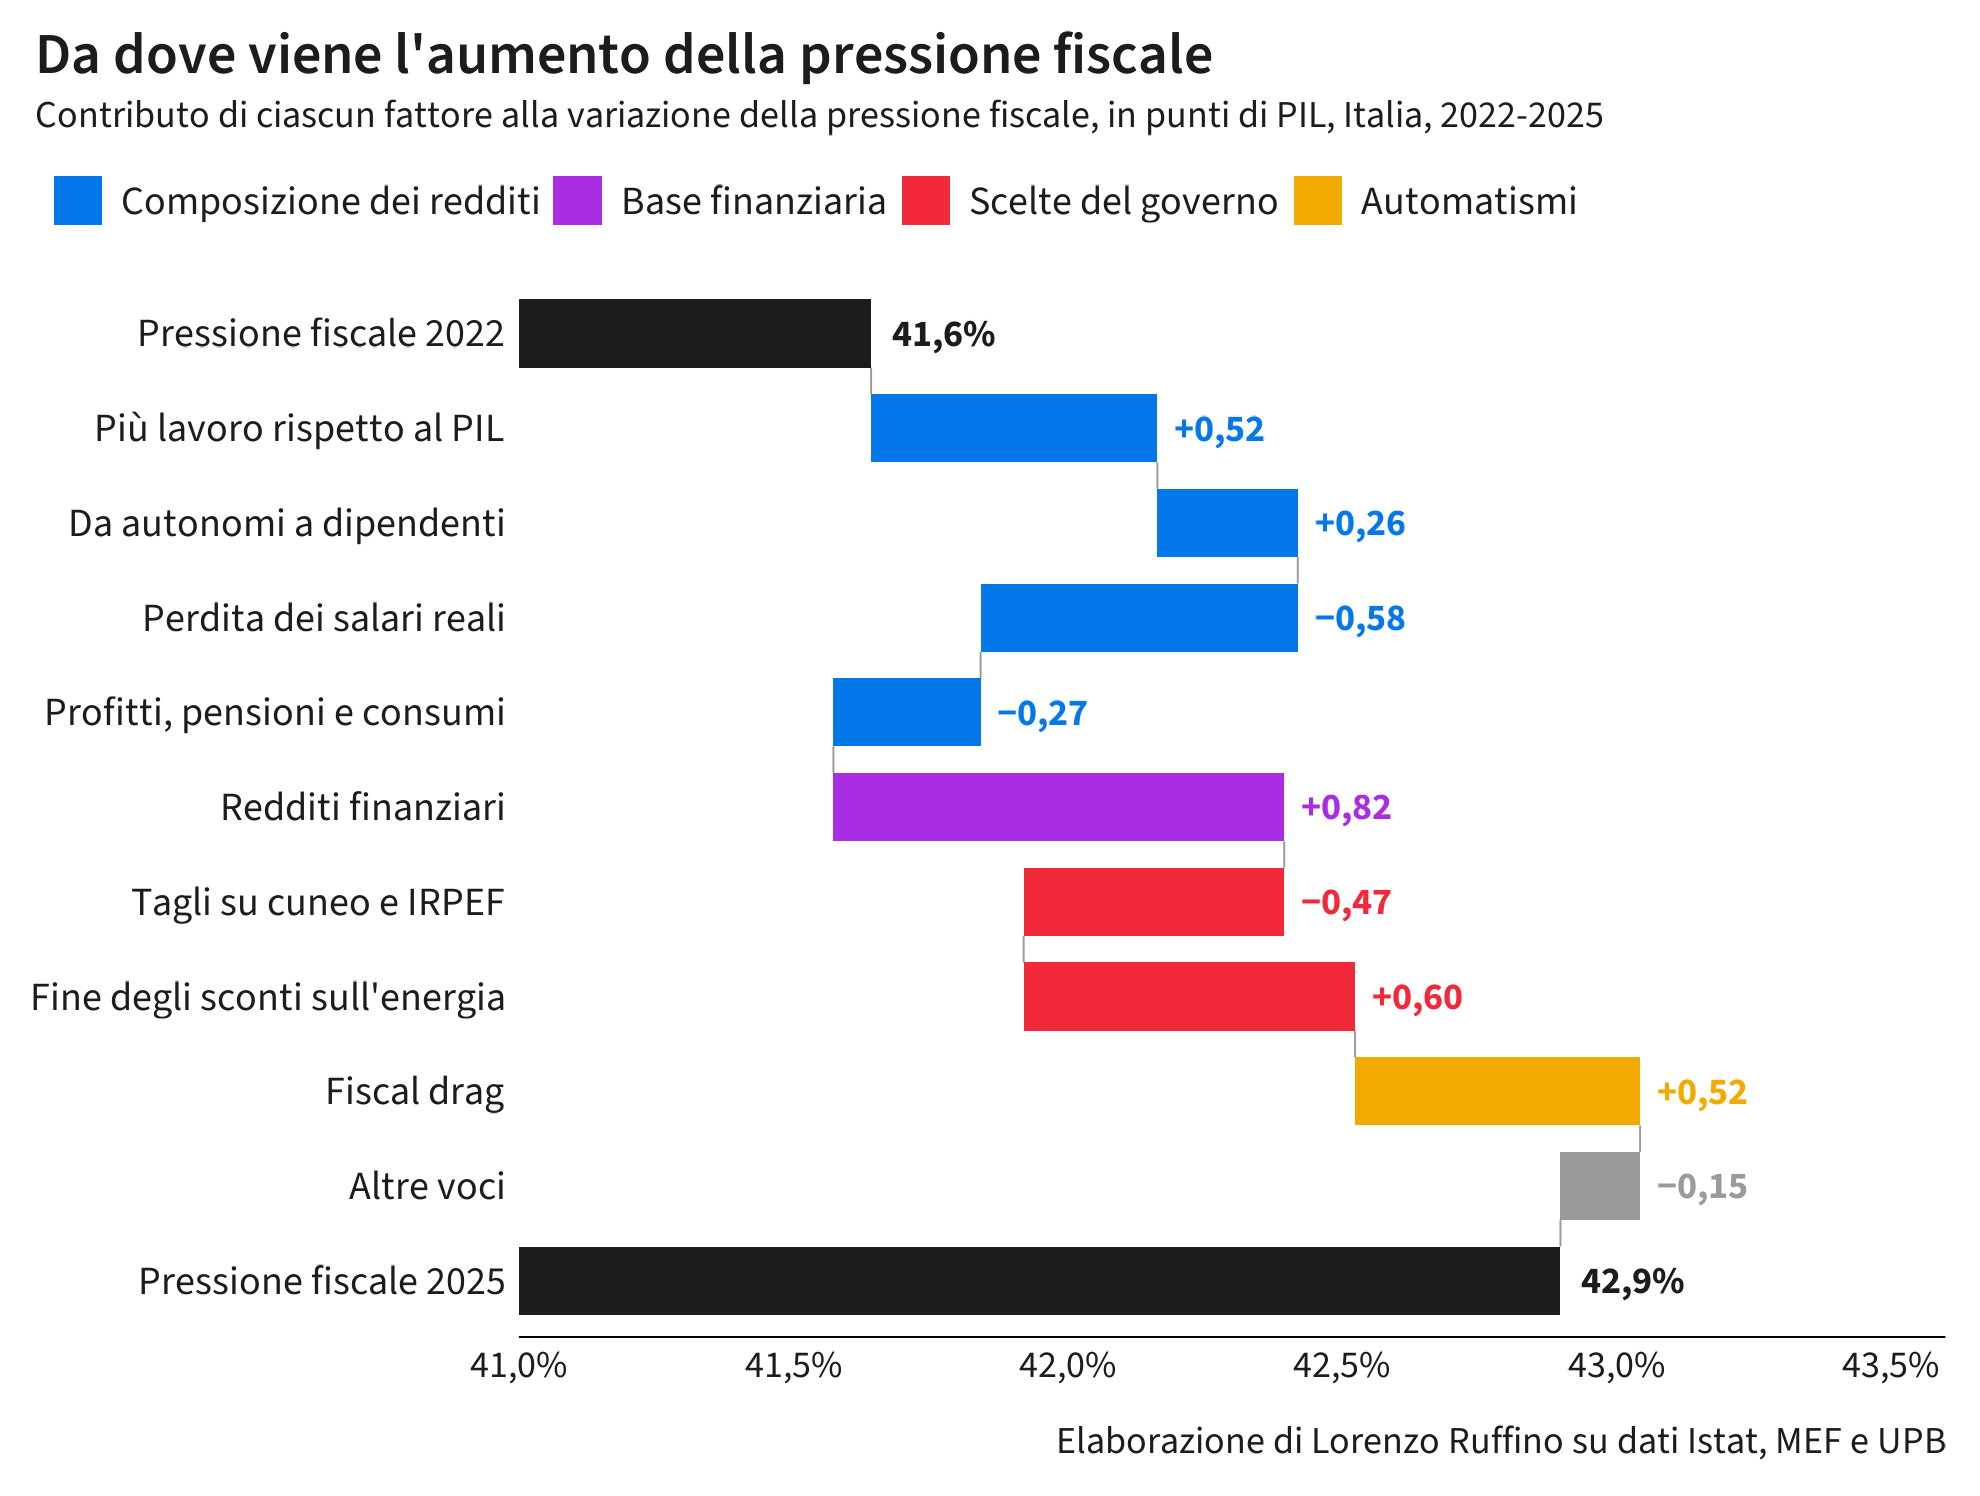 Da dove viene l'aumento della pressione fiscale
Contributo di ciascun fattore alla variazione della pressione fiscale, in punti di PIL, Italia, 2022-2025
Composizione dei redditi Base finanziaria Scelte del governo Automatismi
Pressione fiscale 2022 41,6%
Più lavoro rispetto al PIL +0,52
Da autonomi a dipendenti +0,26
Perdita dei salari reali −0,58
Profitti, pensioni e consumi −0,27
Redditi finanziari +0,82
Tagli su cuneo e IRPEF −0,47
Fine degli sconti sull'energia +0,60
Fiscal drag +0,52
Altre voci −0,15
Pressione fiscale 2025 42,9%
41,0% 41,5% 42,0% 42,5% 43,0% 43,5%
Elaborazione di Lorenzo Ruffino su dati Istat, MEF e UPB